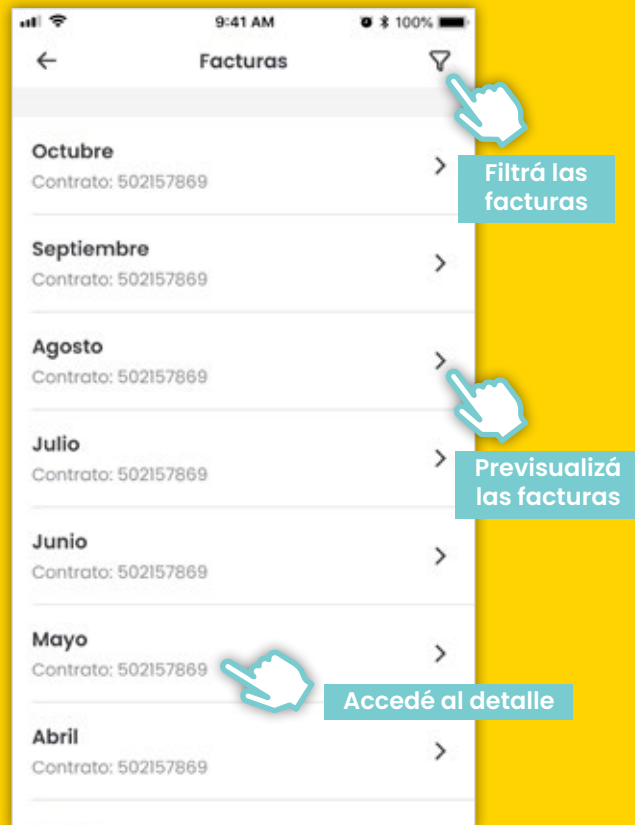 9:41 AM
100%
Facturas
Octubre
Contrato: 502157869
Filtrá las
facturas
Septiembre
Contrato: 502157869
Agosto
Contrato: 502157869
Julio
Contrato: 502157869
Previsualizá
las facturas
Junio
Contrato: 502157869
Mayo
Contrato: 502157869
Accedé al detalle
Abril
Contrato: 502157869